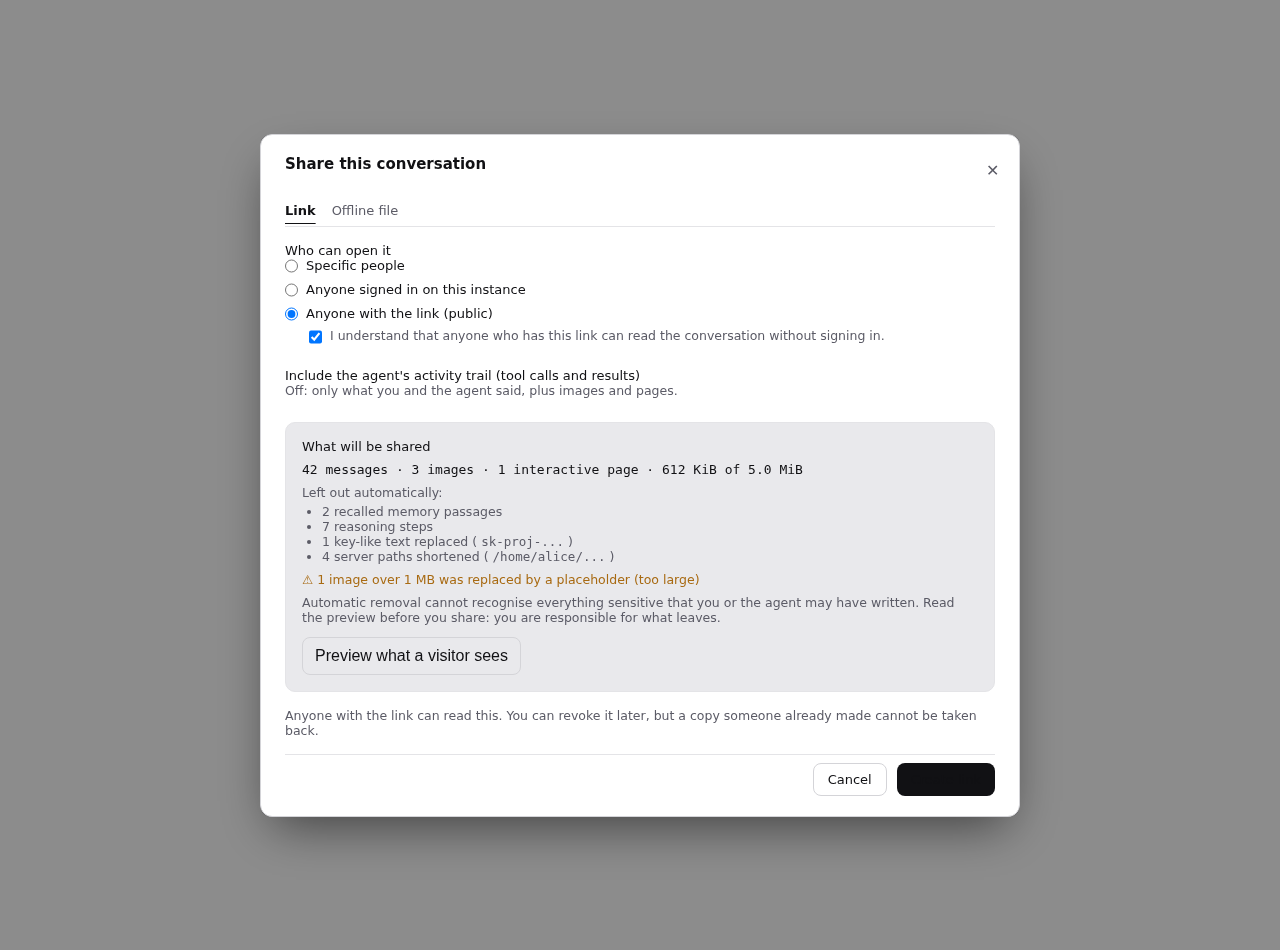 Share this conversation
✕
Link
Offline file
Who can open it
Specific people
Anyone signed in on this instance
Anyone with the link (public)
I understand that anyone who has this link can read the conversation without signing in.
Include the agent's activity trail (tool calls and results)
Off: only what you and the agent said, plus images and pages.
What will be shared
42 messages · 3 images · 1 interactive page · 612 KiB of 5.0 MiB
Left out automatically:
• 2 recalled memory passages
• 7 reasoning steps
• 1 key-like text replaced ( sk-proj-... )
• 4 server paths shortened ( /home/alice/... )
⚠ 1 image over 1 MB was replaced by a placeholder (too large)
Automatic removal cannot recognise everything sensitive that you or the agent may have written. Read
the preview before you share: you are responsible for what leaves.
Preview what a visitor sees
Anyone with the link can read this. You can revoke it later, but a copy someone already made cannot be taken
back.
Cancel